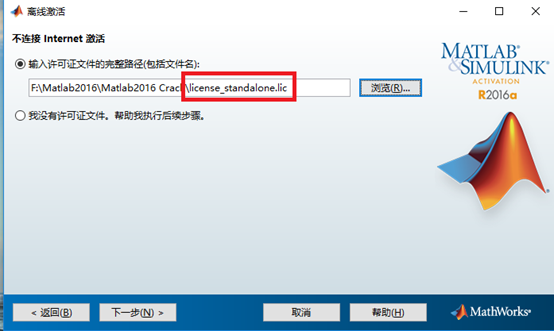 离线激活
不连接 Internet 激活
输入许可证文件的完整路径(包括文件名):
F:\Matlab2016\Matlab2016 Crack\license_standalone.lic
浏览(R)...
我没有许可证文件。帮助我执行后续步骤。
MATLAB
&SIMULINK®
ACTIVATION
R2016a
< 返回(B)
下一步(N) >
取消
帮助(H)
MathWorks®